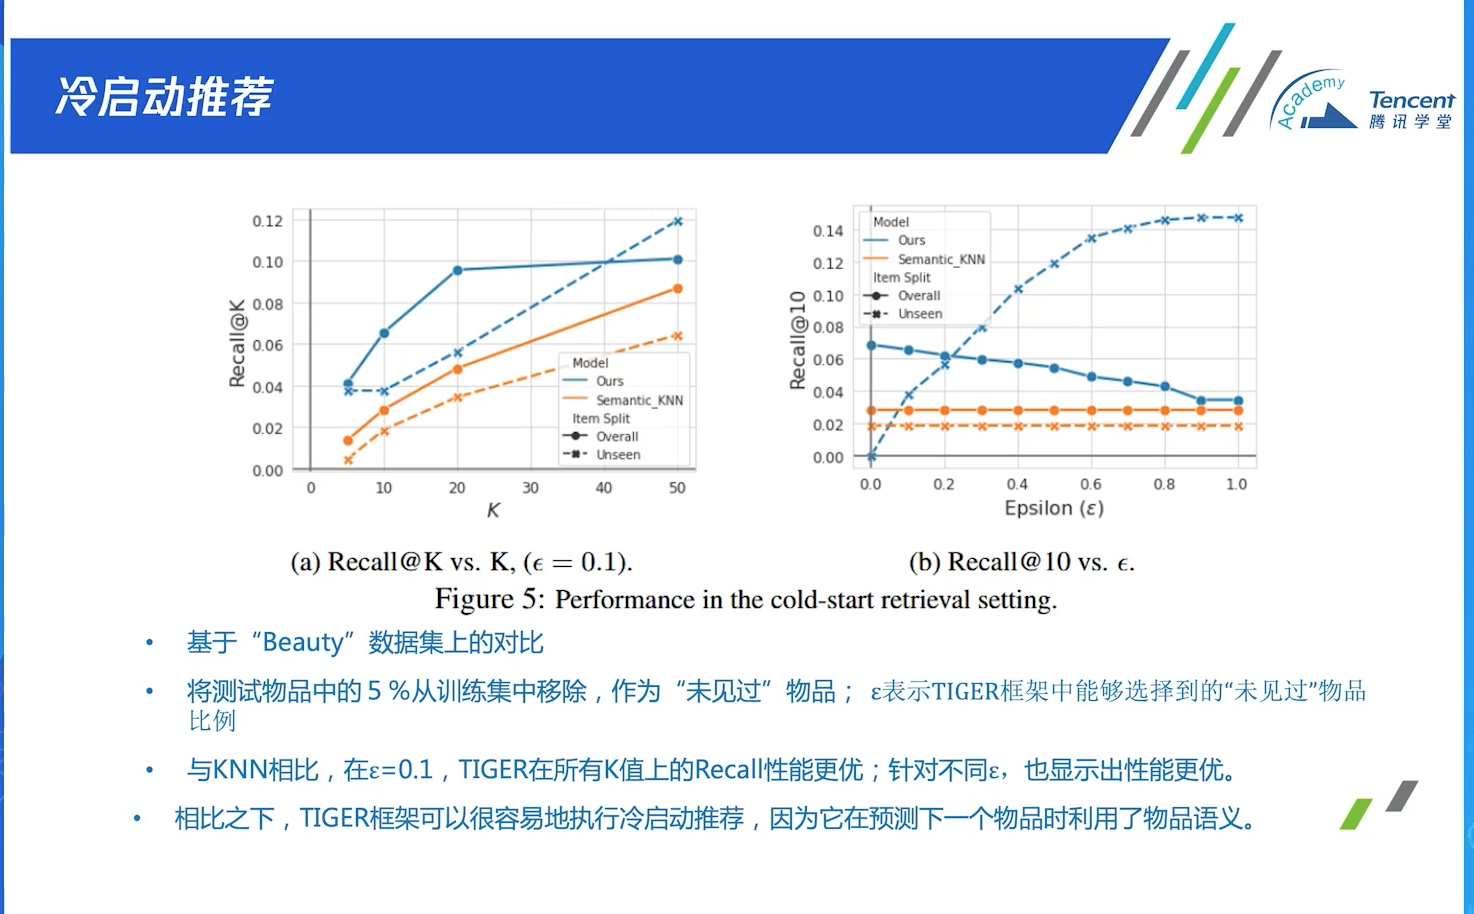 冷启动推荐
Academy
Tencent
腾讯学堂
0.12
0.10
0.08
0.06
0.04
0.02
0.00
Recall@K
Model
Ours
Semantic_KNN
Item Split
Overall
Unseen
0 10 20 30 40 50
K
(a) Recall@K vs. K, (ϵ = 0.1).
0.14
0.12
0.10
0.08
0.06
0.04
0.02
0.00
Recall@10
Model
Ours
Semantic_KNN
Item Split
Overall
Unseen
0.0 0.2 0.4 0.6 0.8 1.0
Epsilon (ε)
(b) Recall@10 vs. ϵ.
Figure 5: Performance in the cold-start retrieval setting.
• 基于“Beauty”数据集上的对比
• 将测试物品中的5 %从训练集中移除，作为“未见过”物品； ε表示TIGER框架中能够选择到的“未见过”物品
比例
• 与KNN相比，在ε=0.1，TIGER在所有K值上的Recall性能更优；针对不同ε，也显示出性能更优。
• 相比之下，TIGER框架可以很容易地执行冷启动推荐，因为它在预测下一个物品时利用了物品语义。